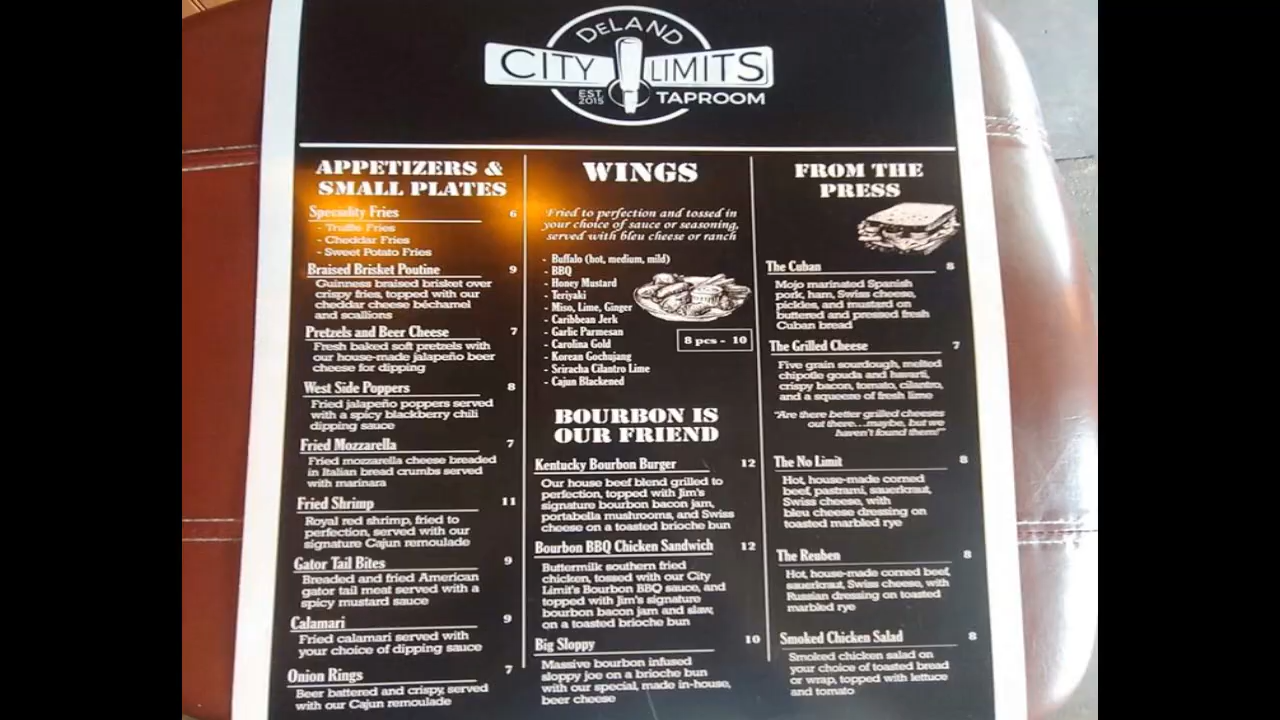 DELAND
CITY LIMITS
EST. 2015
TAPROOM
APPETIZERS &
SMALL PLATES
Speciality Fries 6
- Truffle Fries
- Cheddar Fries
- Sweet Potato Fries
Braised Brisket Poutine 9
Guinness braised brisket over
crispy fries, topped with our
cheddar cheese béchamel
and scallions
Pretzels and Beer Cheese 7
Fresh baked soft pretzels with
our house-made jalapeño beer
cheese for dipping
West Side Poppers 8
Fried jalapeño poppers served
with a spicy blackberry chili
dipping sauce
Fried Mozzarella 7
Fried mozzarella cheese breaded
in Italian bread crumbs served
with marinara
Fried Shrimp 11
Royal red shrimp, fried to
perfection, served with our
signature Cajun remoulade
Gator Tail Bites 9
Breaded and fried American
gator tail meat served with a
spicy mustard sauce
Calamari 9
Fried calamari served with
your choice of dipping sauce
Onion Rings 7
Beer battered and crispy, served
with our Cajun remoulade
WINGS
Fried to perfection and tossed in
your choice of sauce or seasoning,
served with bleu cheese or ranch
- Buffalo (hot, medium, mild)
- BBQ
- Honey Mustard
- Teriyaki
- Miso, Lime, Ginger
- Caribbean Jerk
- Garlic Parmesan
- Carolina Gold
- Korean Gochujang
- Sriracha Cilantro Lime
- Cajun Blackened
8 pcs - 10
BOURBON IS
OUR FRIEND
Kentucky Bourbon Burger 12
Our house beef blend grilled to
perfection, topped with Jim's
signature bourbon bacon jam,
portabella mushrooms, and Swiss
cheese on a toasted brioche bun
Bourbon BBQ Chicken Sandwich 12
Buttermilk southern fried
chicken, tossed with our City
Limit's Bourbon BBQ sauce, and
topped with Jim's signature
bourbon bacon jam and slaw,
on a toasted brioche bun
Big Sloppy 10
Massive bourbon infused
sloppy joe on a brioche bun
with our special, made in-house,
beer cheese
FROM THE
PRESS
The Cuban 8
Mojo marinated Spanish
pork, ham, Swiss cheese,
pickles, and mustard on
buttered and pressed fresh
Cuban bread
The Grilled Cheese 7
Five grain sourdough, melted
chipotle gouda and havarti,
crispy bacon, tomato, cilantro,
and a squeeze of fresh lime
"Are there better grilled cheeses
out there...maybe, but we
haven't found them!"
The No Limit 8
Hot, house-made corned
beef, pastrami, sauerkraut,
Swiss cheese, with
bleu cheese dressing on
toasted marbled rye
The Reuben 8
Hot, house-made corned beef,
sauerkraut, Swiss cheese, with
Russian dressing on toasted
marbled rye
Smoked Chicken Salad 8
Smoked chicken salad on
your choice of toasted bread
or wrap, topped with lettuce
and tomato